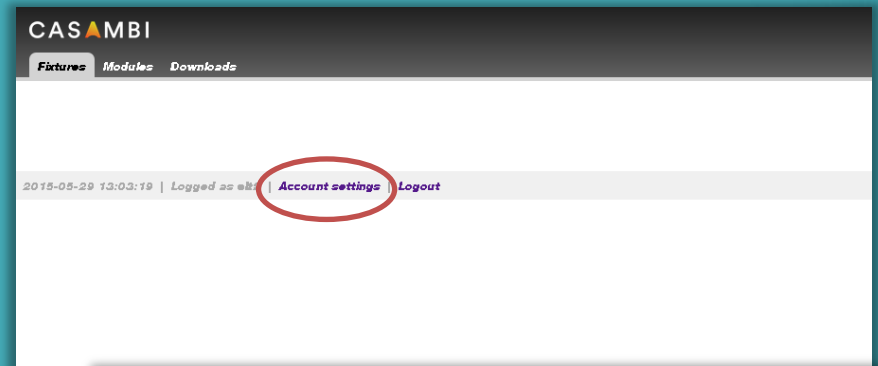 CASAMBI
Fixtures Modules Downloads
2015-05-29 13:03:19 | Logged as | Account settings | Logout